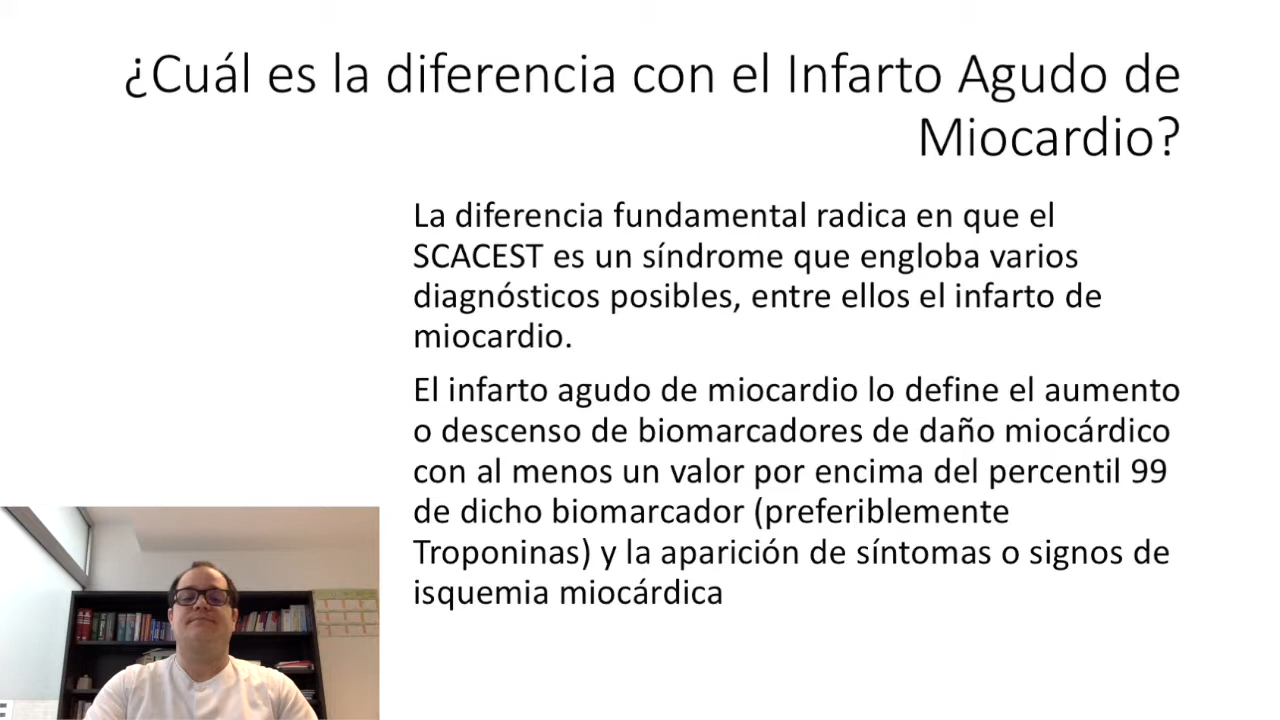 ¿Cuál es la diferencia con el Infarto Agudo de
Miocardio?
La diferencia fundamental radica en que el
SCACEST es un síndrome que engloba varios
diagnósticos posibles, entre ellos el infarto de
miocardio.
El infarto agudo de miocardio lo define el aumento
o descenso de biomarcadores de daño miocárdico
con al menos un valor por encima del percentil 99
de dicho biomarcador (preferiblemente
Troponinas) y la aparición de síntomas o signos de
isquemia miocárdica